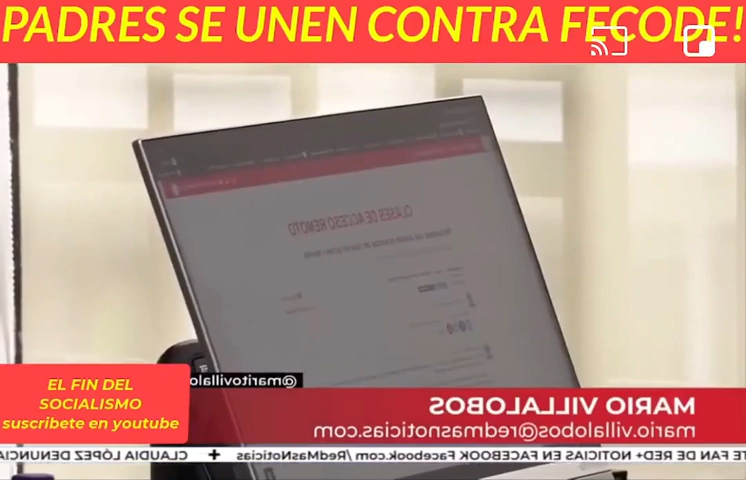 PADRES SE UNEN CONTRA FECODE!
CLASES DE ACCESO REMOTO
@maritovillalo
EL FIN DEL
SOCIALISMO
suscribete en youtube
MARIO VILLALOBOS
mario.villalobos@redmasnoticias.com
TE FAN DE RED+ NOTICIAS EN FACEBOOK Facebook.com/RedMasNoticias + CLAUDIA LÓPEZ DENUNCIA